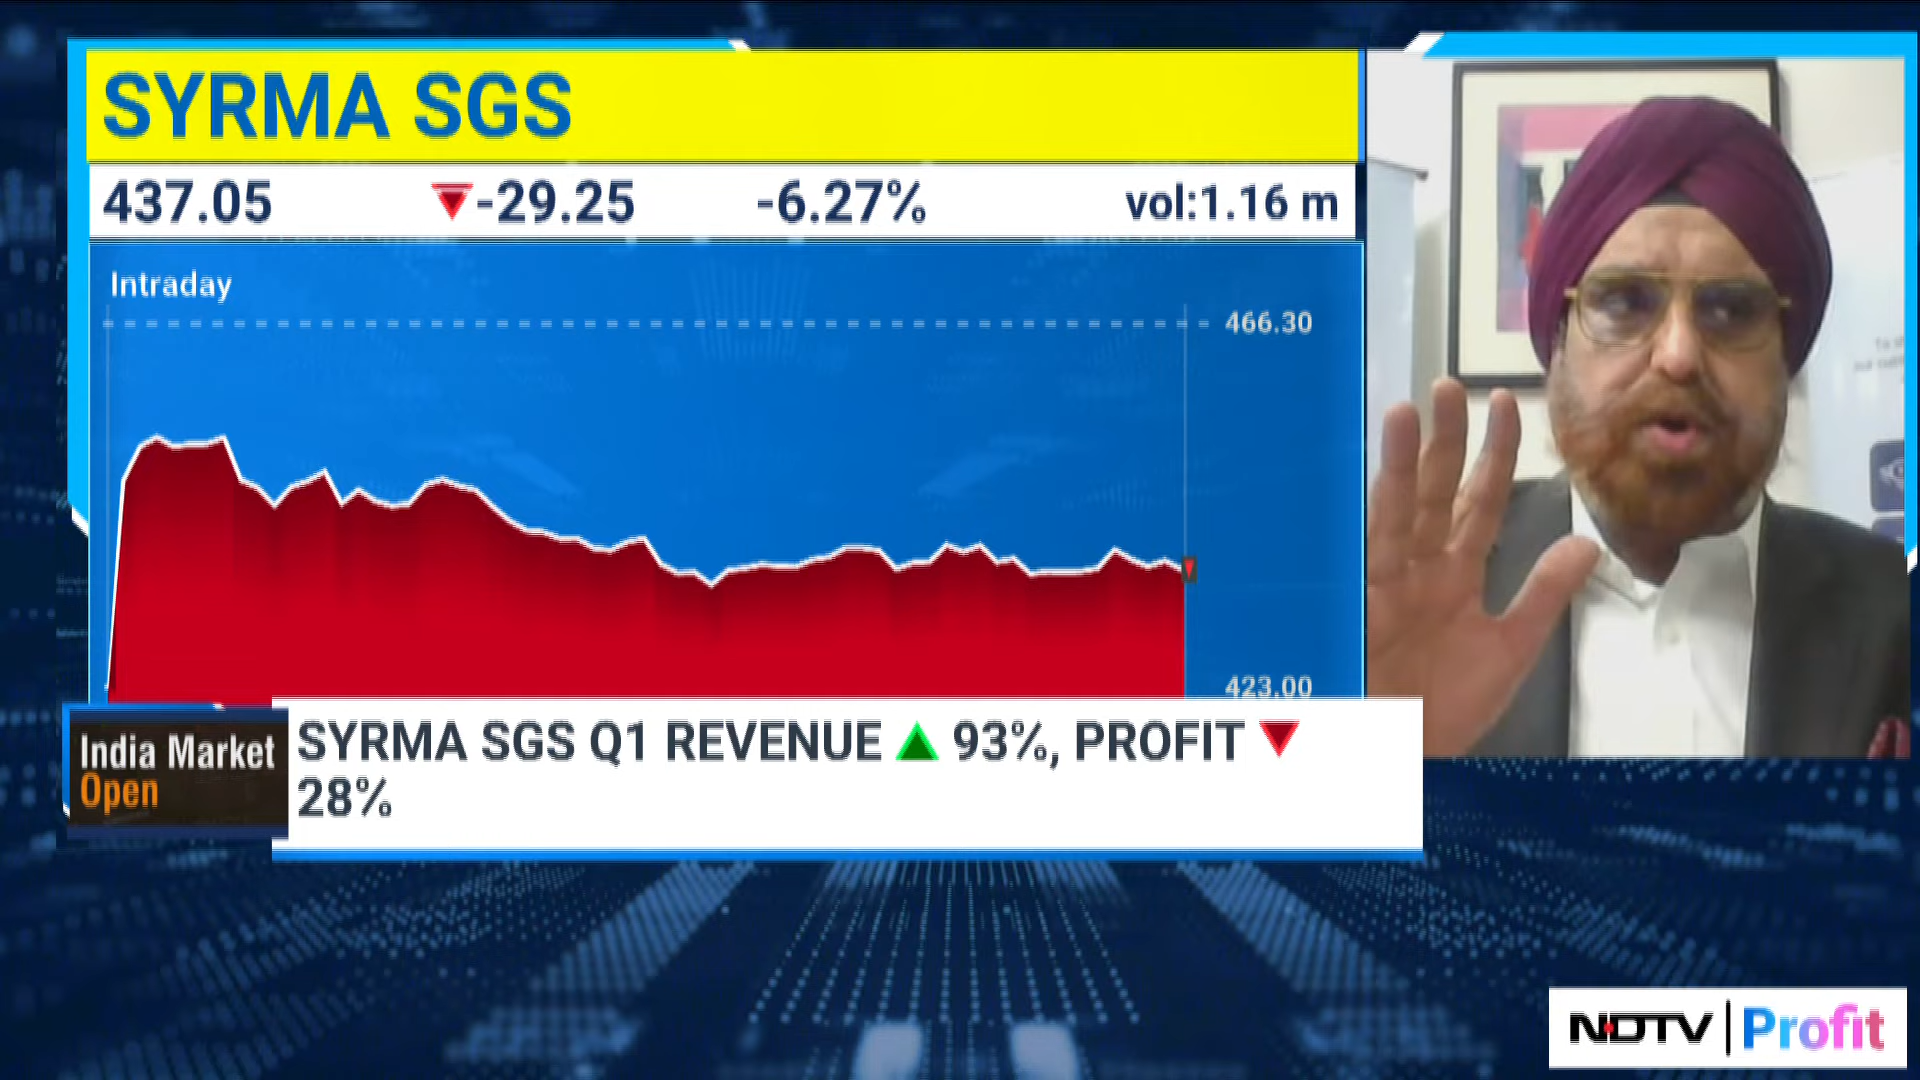 SYRMA SGS
437.05 ▼-29.25 -6.27% vol:1.16 m
Intraday
466.30
423.00
India Market
Open
SYRMA SGS Q1 REVENUE ▲ 93%, PROFIT ▼
28%
NDTV | Profit